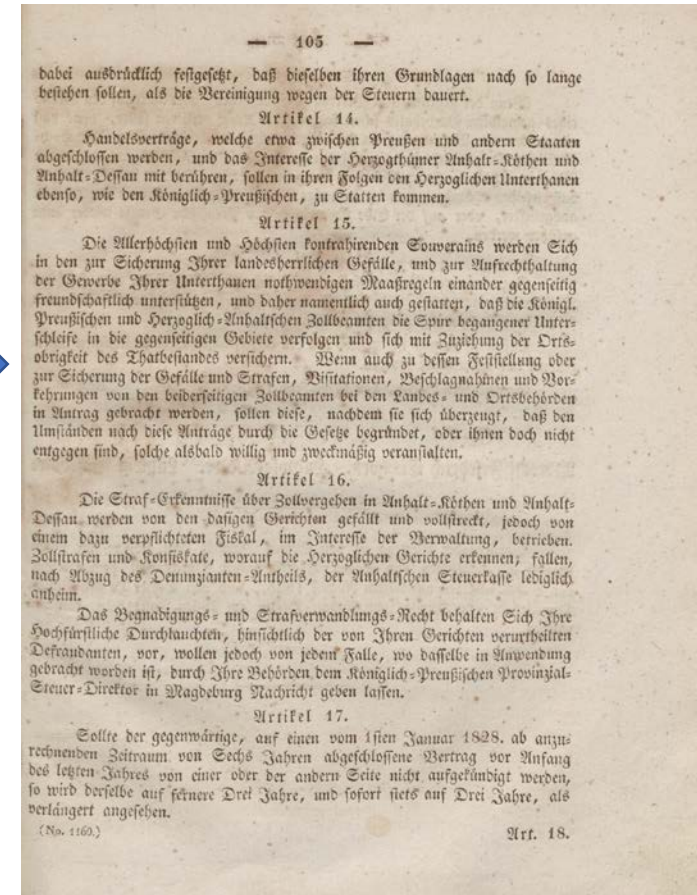 — 105 —
dabei ausdrücklich festgesetzt, daß dieselben ihren Grundlagen nach so lange
bestehen sollen, als die Vereinigung wegen der Steuern dauert.
Artikel 14.
Handelsverträge, welche etwa zwischen Preußen und andern Staaten
abgeschlossen werden, und das Interesse der Herzogthümer Anhalt-Köthen und
Anhalt-Dessau mit berühren, sollen in ihren Folgen den Herzoglichen Unterthanen
ebenso, wie den Königlich-Preußischen, zu Statten kommen.
Artikel 15.
Die Allerhöchsten und Höchsten kontrahirenden Souverains werden Sich
in den zur Sicherung Ihrer landesherrlichen Gefälle, und zur Aufrechthaltung
der Gewerbe Ihrer Unterthanen nothwendigen Maaßregeln einander gegenseitig
freundschaftlich unterstützen, und daher namentlich auch gestatten, daß die Königl.
Preußischen und Herzoglich-Anhaltschen Zollbeamten die Spur begangener Unter-
schleife in die gegenseitigen Gebiete verfolgen und sich mit Zuziehung der Orts-
obrigkeit des Thatbestandes versichern. Wenn auch zu dessen Feststellung oder
zur Sicherung der Gefälle und Strafen, Visitationen, Beschlagnahmen und Vor-
kehrungen von den beiderseitigen Zollbeamten bei den Landes- und Ortsbehörden
in Antrag gebracht werden, sollen diese, nachdem sie sich überzeugt, daß den
Umständen nach diese Anträge durch die Gesetze begründet, oder ihnen doch nicht
entgegen sind, solche alsbald willig und zweckmäßig veranstalten.
Artikel 16.
Die Straf-Erkenntnisse über Zollvergehen in Anhalt-Köthen und Anhalt-
Dessau werden von den dasigen Gerichten gefällt und vollstreckt, jedoch von
einem dazu verpflichteten Fiskal, im Interesse der Verwaltung, betrieben.
Zollstrafen und Konfiskate, worauf die Herzoglichen Gerichte erkennen, fallen,
nach Abzug des Denunzianten-Antheils, der Anhaltschen Steuerkasse lediglich
anheim.
Das Begnadigungs- und Strafverwandlungs-Recht behalten Sich Ihre
Hochfürstliche Durchlauchten, hinsichtlich der von Ihren Gerichten verurtheilten
Defraudanten, vor, wollen jedoch von jedem Falle, wo dasselbe in Anwendung
gebracht worden ist, durch Ihre Behörden dem Königlich-Preußischen Provinzial-
Steuer-Direktor in Magdeburg Nachricht geben lassen.
Artikel 17.
Sollte der gegenwärtige, auf einen vom 1sten Januar 1828. ab anzu-
rechnenden Zeitraum von Sechs Jahren abgeschlossene Vertrag vor Anfang
des letzten Jahres von einer oder der andern Seite nicht aufgekündigt werden,
so wird derselbe auf fernere Drei Jahre, und sofort stets auf Drei Jahre, als
verlängert angesehen.
(No. 1160.) Art. 18.